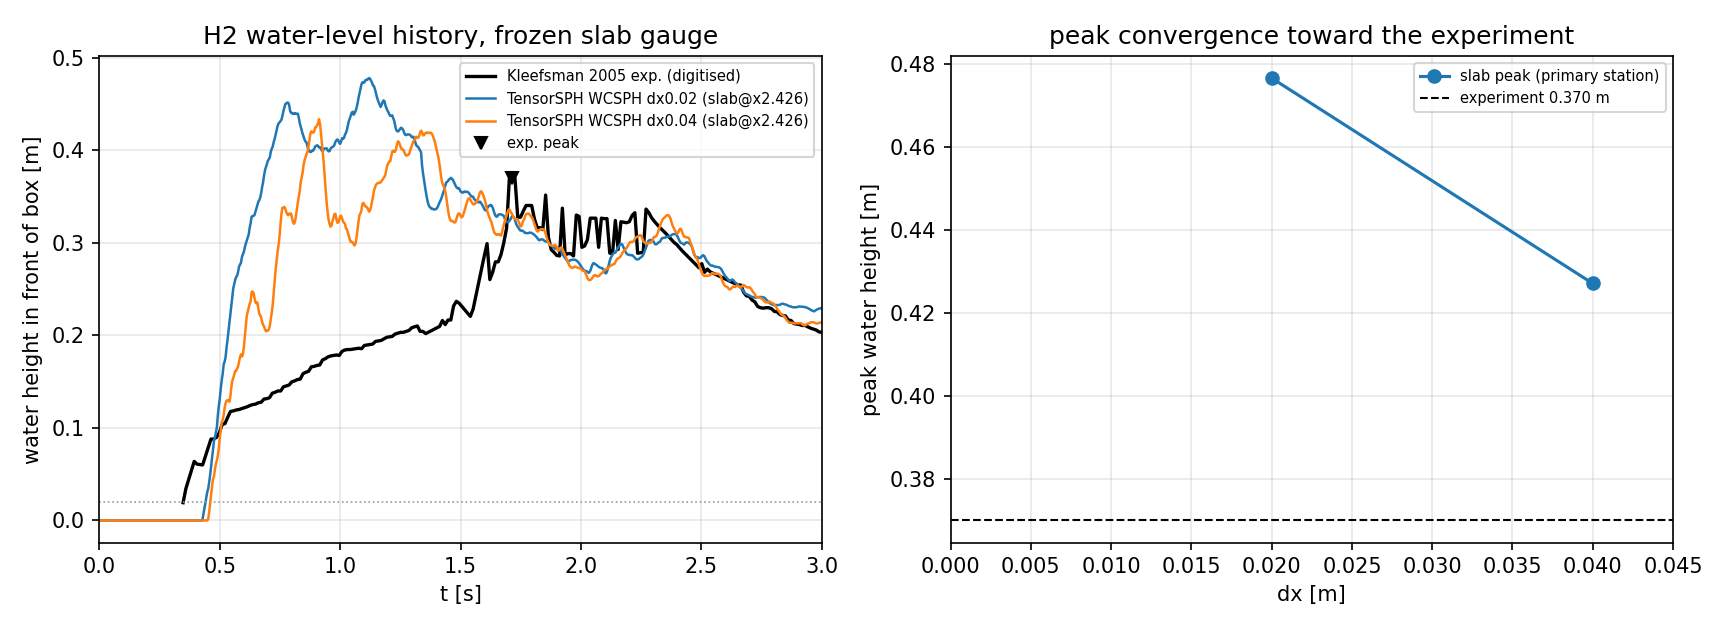 H2 water-level history, frozen slab gauge
water height in front of box [m]
0.5
0.4
0.3
0.2
0.1
0.0
Kleefsman 2005 exp. (digitised)
TensorSPH WCSPH dx0.02 (slab@x2.426)
TensorSPH WCSPH dx0.04 (slab@x2.426)
exp. peak
0.0 0.5 1.0 1.5 2.0 2.5 3.0
t [s]
peak convergence toward the experiment
peak water height [m]
0.48
0.46
0.44
0.42
0.40
0.38
slab peak (primary station)
experiment 0.370 m
0.000 0.005 0.010 0.015 0.020 0.025 0.030 0.035 0.040 0.045
dx [m]